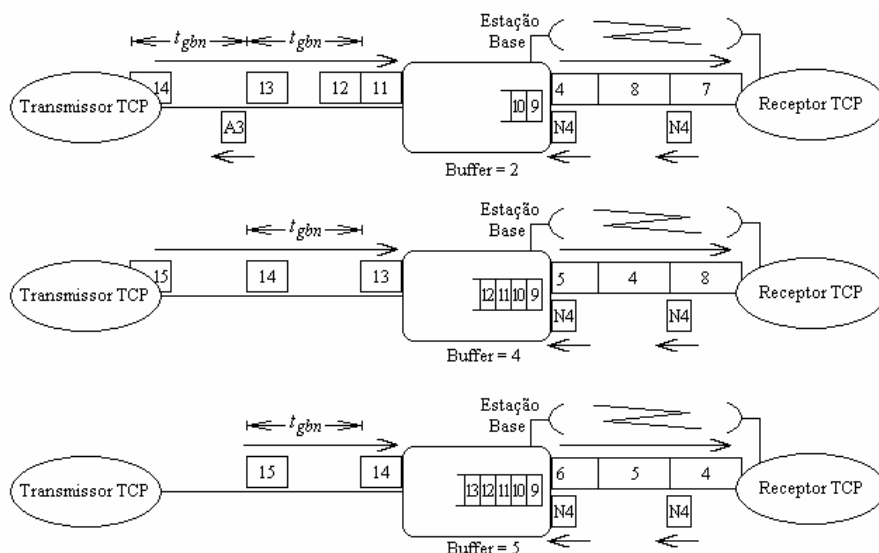 t_gbn t_gbn
Estação
Base
Transmissor TCP
14 13 12 11
10 9
4 8 7
Receptor TCP
A3
N4 N4
Buffer = 2
t_gbn
Estação
Base
Transmissor TCP
15 14 13
12 11 10 9
5 4 8
Receptor TCP
N4 N4
Buffer = 4
t_gbn
Estação
Base
Transmissor TCP
15 14
13 12 11 10 9
6 5 4
Receptor TCP
N4 N4
Buffer = 5